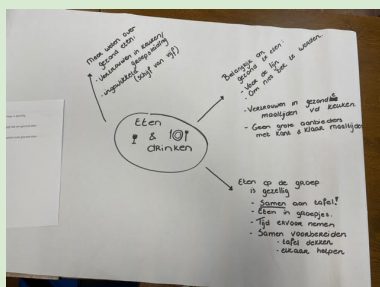 Meer weten over
gezond eten:
- Vertrouwen in keuken/
groepsleiding
- ingewikkeld (schijf van vijf)
Belangrijk om
gezond te eten:
- Voor de lijn
- Om niet ziek te worden.
- Vertrouwen in gezonde
maaltijden vd keuken.
- Geen grote aanbieders
met kant & klaar maaltijden
Eten
&
drinken
Eten op de groep
is gezellig
- Samen aan tafel!
- Eten in groepjes.
- Tijd ervoor nemen
- Samen voorbereiden
- tafel dekken
- elkaar helpen